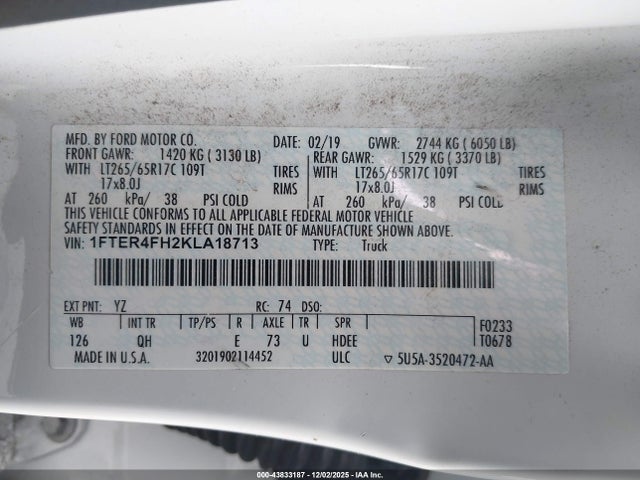 MFD. BY FORD MOTOR CO. DATE: 02/19 GVWR: 2744 KG ( 6050 LB)
FRONT GAWR: 1420 KG ( 3130 LB) REAR GAWR: 1529 KG ( 3370 LB)
WITH LT265/65R17C 109T TIRES WITH LT265/65R17C 109T TIRES
17x8.0J RIMS 17x8.0J RIMS
AT 260 kPa/ 38 PSI COLD AT 260 kPa/ 38 PSI COLD
THIS VEHICLE CONFORMS TO ALL APPLICABLE FEDERAL MOTOR VEHICLE
SAFETY STANDARDS IN EFFECT ON THE DATE OF MANUFACTURE SHOWN ABOVE.
VIN: 1FTER4FH2KLA18713 TYPE: Truck
EXT PNT: YZ RC: 74 DSO:
WB INT TR TP/PS R AXLE TR SPR F0233
126 QH E 73 U HDEE T0678
MADE IN U.S.A. 3201902114452 ULC ▽ 5U5A-3520472-AA
000-43833187 - 12/02/2025 - IAA Inc.